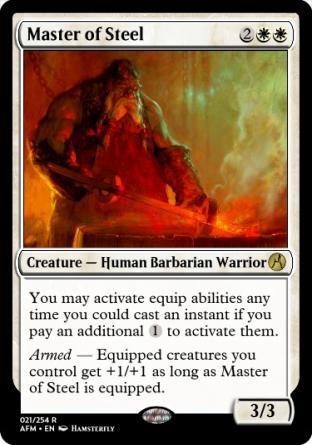 Master of Steel 2
Creature — Human Barbarian Warrior
You may activate equip abilities any
time you could cast an instant if you
pay an additional 1 to activate them.
Armed — Equipped creatures you
control get +1/+1 as long as Master
of Steel is equipped.
3/3
021/254 R
AFM • EN HAMSTERFLY